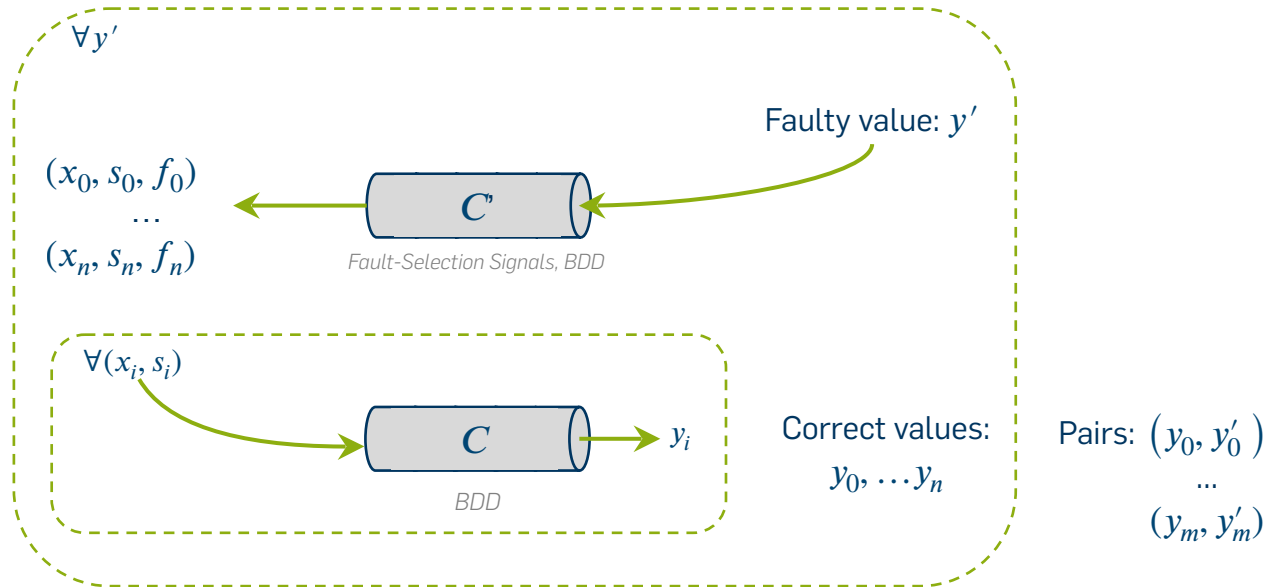 ∀y′
Faulty value: y′
(x₀, s₀, f₀)
...
(xₙ, sₙ, fₙ)
C’
Fault-Selection Signals, BDD
∀(xᵢ, sᵢ)
C
yᵢ
BDD
Correct values:
y₀, …yₙ
Pairs: (y₀, y′₀)
...
(yₘ, y′ₘ)